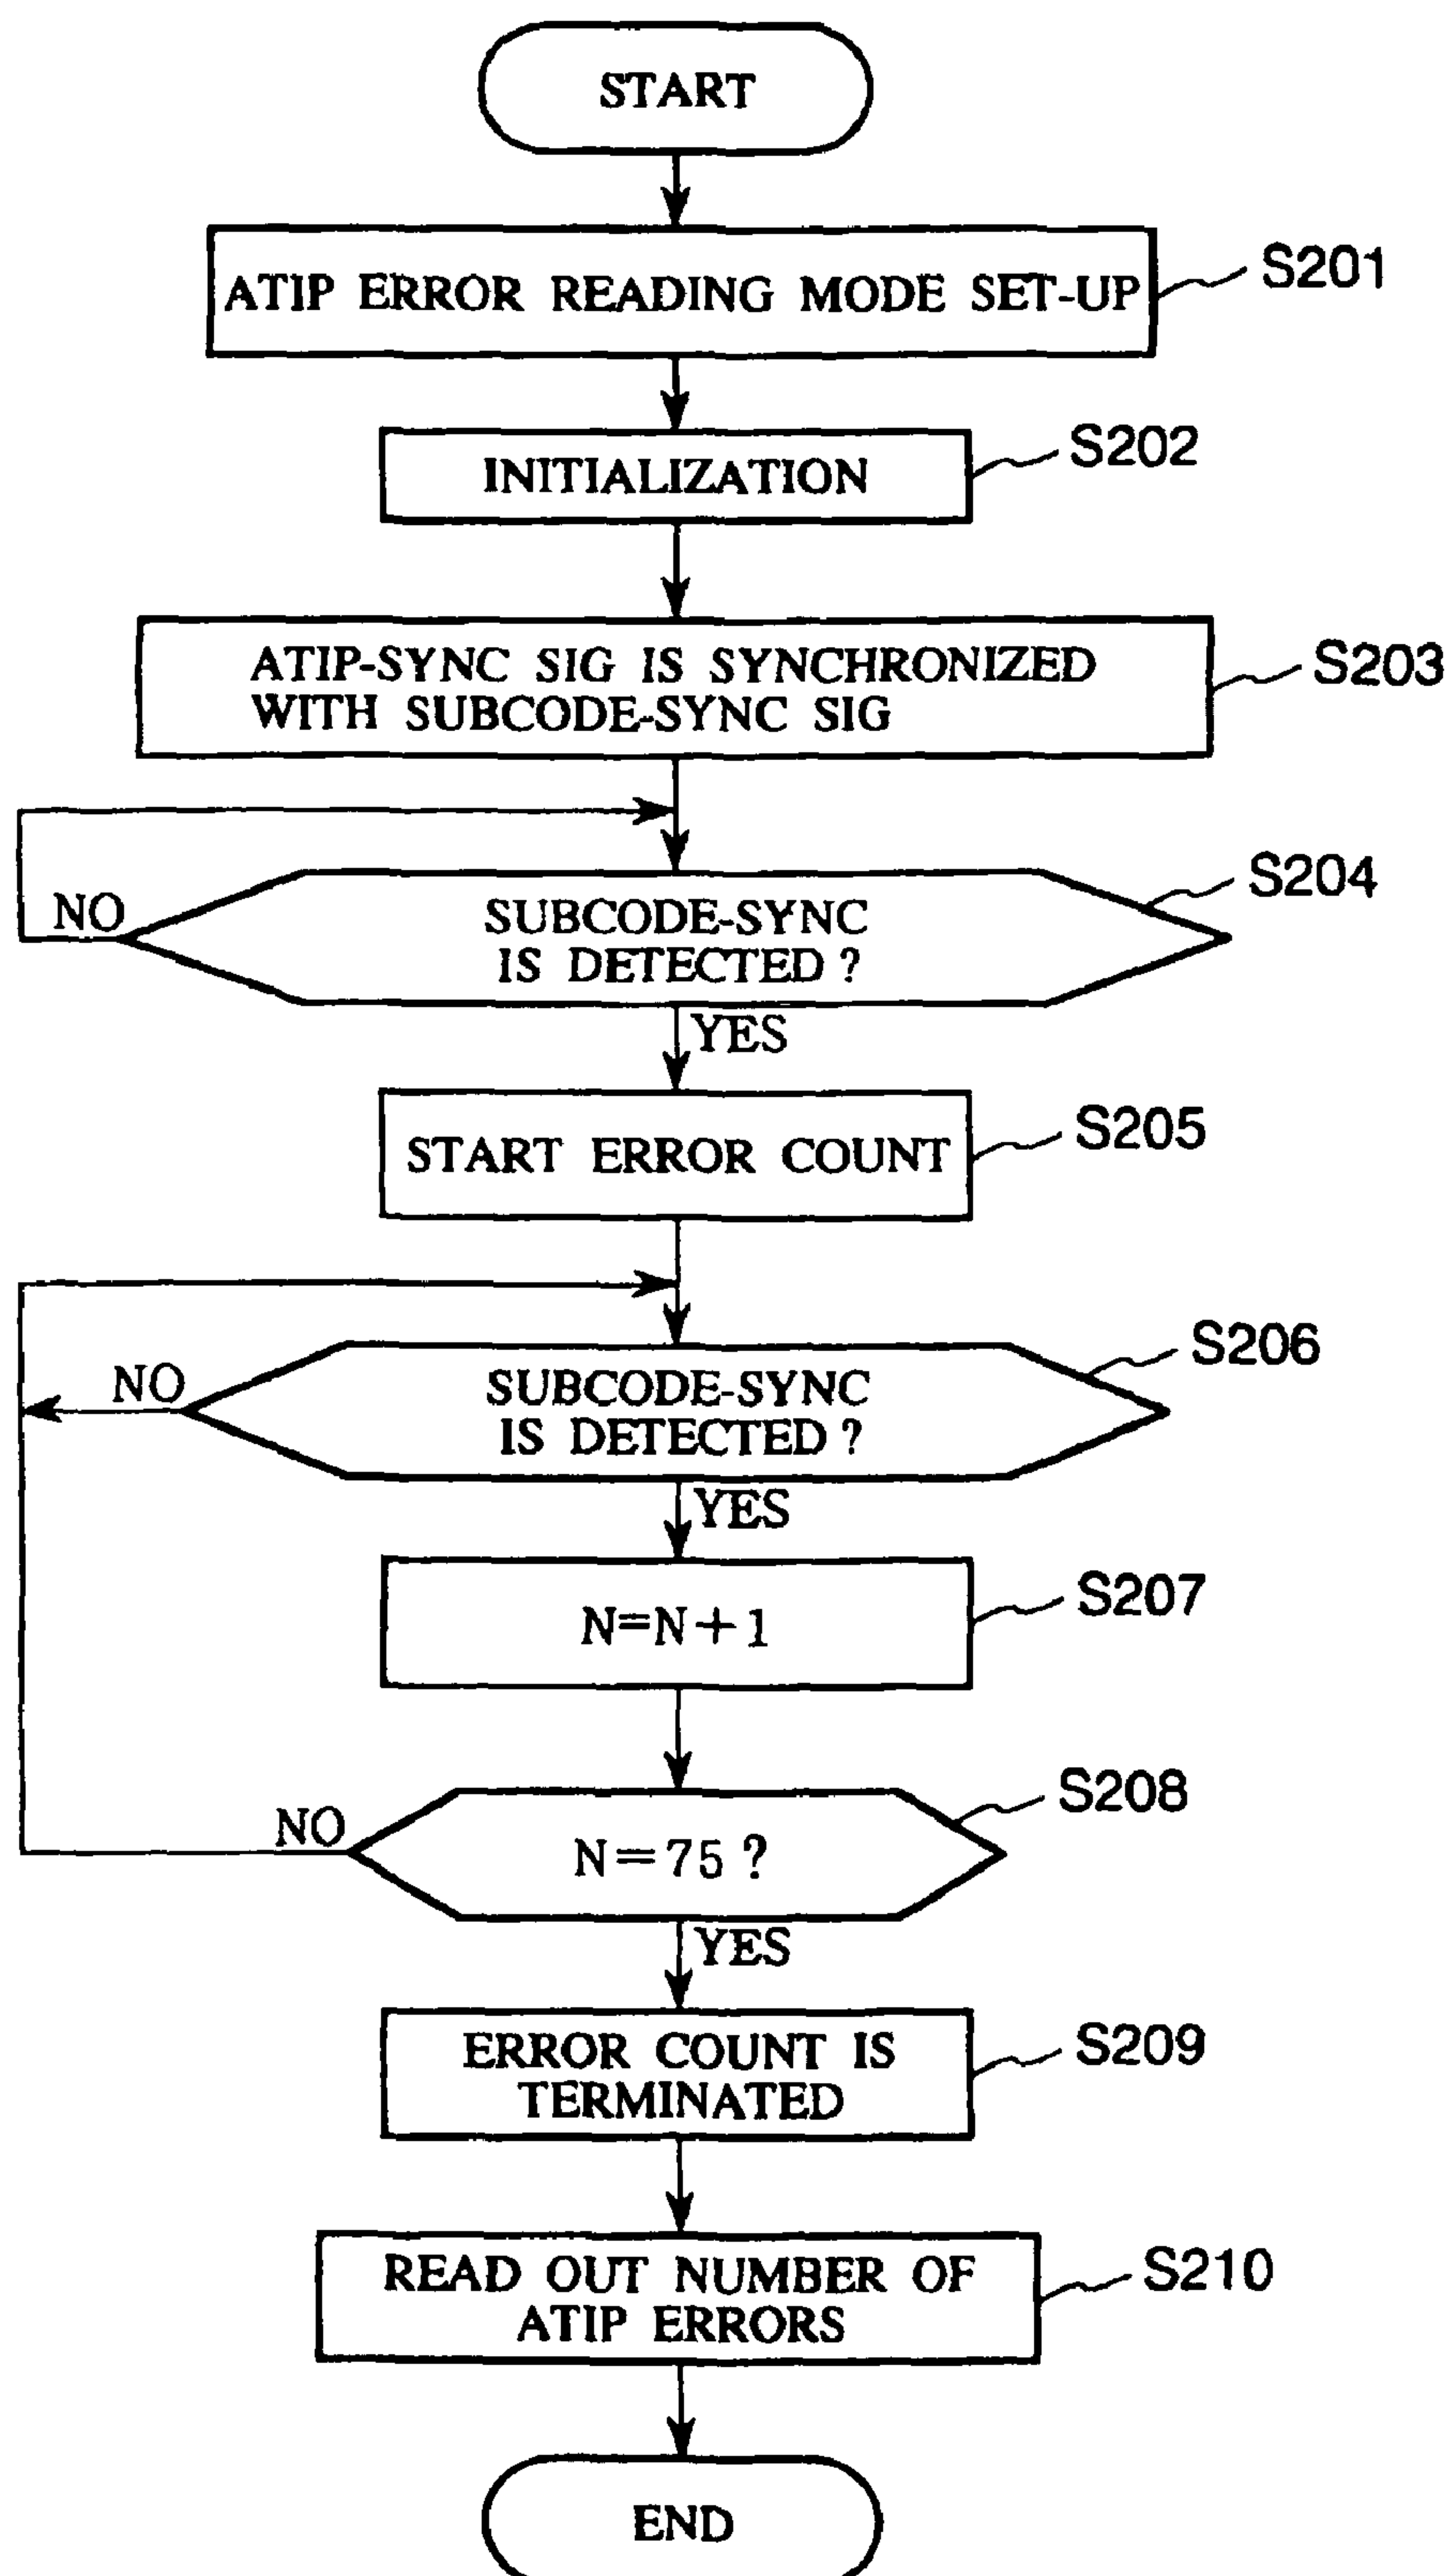 START
ATIP ERROR READING MODE SET-UP
S201
INITIALIZATION
S202
ATIP-SYNC SIG IS SYNCHRONIZED
WITH SUBCODE-SYNC SIG
S203
SUBCODE-SYNC
IS DETECTED ?
S204
NO
YES
START ERROR COUNT
S205
SUBCODE-SYNC
IS DETECTED ?
S206
NO
YES
N=N+1
S207
N=75 ?
S208
NO
YES
ERROR COUNT IS
TERMINATED
S209
READ OUT NUMBER OF
ATIP ERRORS
S210
END